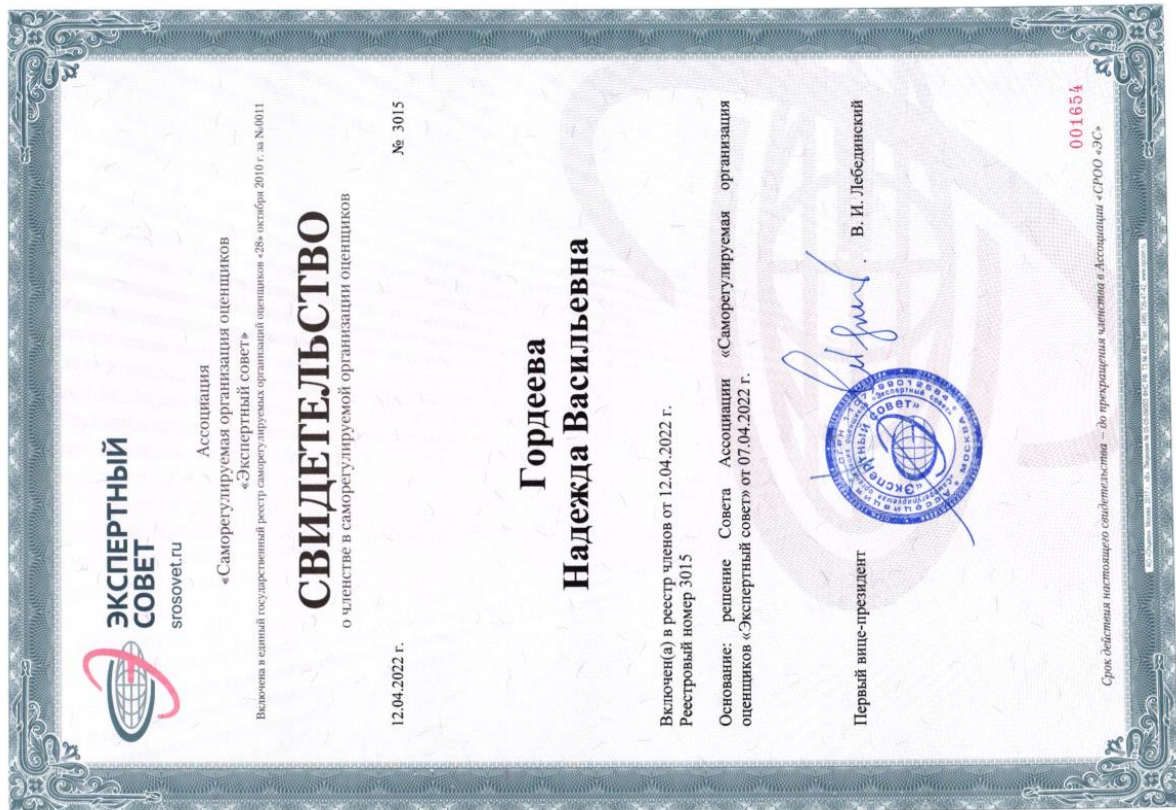 ЭКСПЕРТНЫЙ
СОВЕТ
srosovet.ru
Ассоциация
«Саморегулируемая организация оценщиков
«Экспертный совет»
Включена в единый государственный реестр саморегулируемых организаций оценщиков «28» октября 2010 г. за №0011
СВИДЕТЕЛЬСТВО
о членстве в саморегулируемой организации оценщиков
12.04.2022 г. № 3015
Гордеева
Надежда Васильевна
Включен(а) в реестр членов от 12.04.2022 г.
Реестровый номер 3015
Основание: решение Совета Ассоциации «Саморегулируемая организация
оценщиков «Экспертный совет» от 07.04.2022 г.
Первый вице-президент В. И. Лебединский
«Экспертный совет»
Москва
001654
Срок действия настоящего свидетельства – до прекращения членства в Ассоциации «СРОО «ЭС»